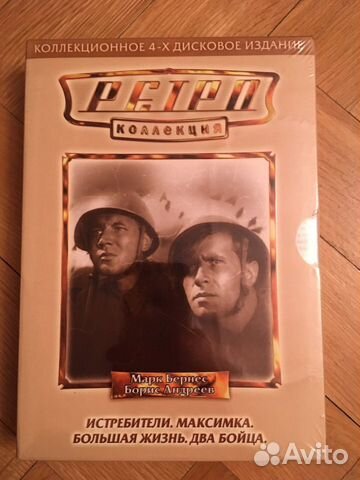 КОЛЛЕКЦИОННОЕ 4-Х ДИСКОВОЕ ИЗДАНИЕ
РЕТРО
КОЛЛЕКЦИЯ
Марк Бернес
Борис Андреев
ИСТРЕБИТЕЛИ. МАКСИМКА.
БОЛЬШАЯ ЖИЗНЬ. ДВА БОЙЦА.
Avito